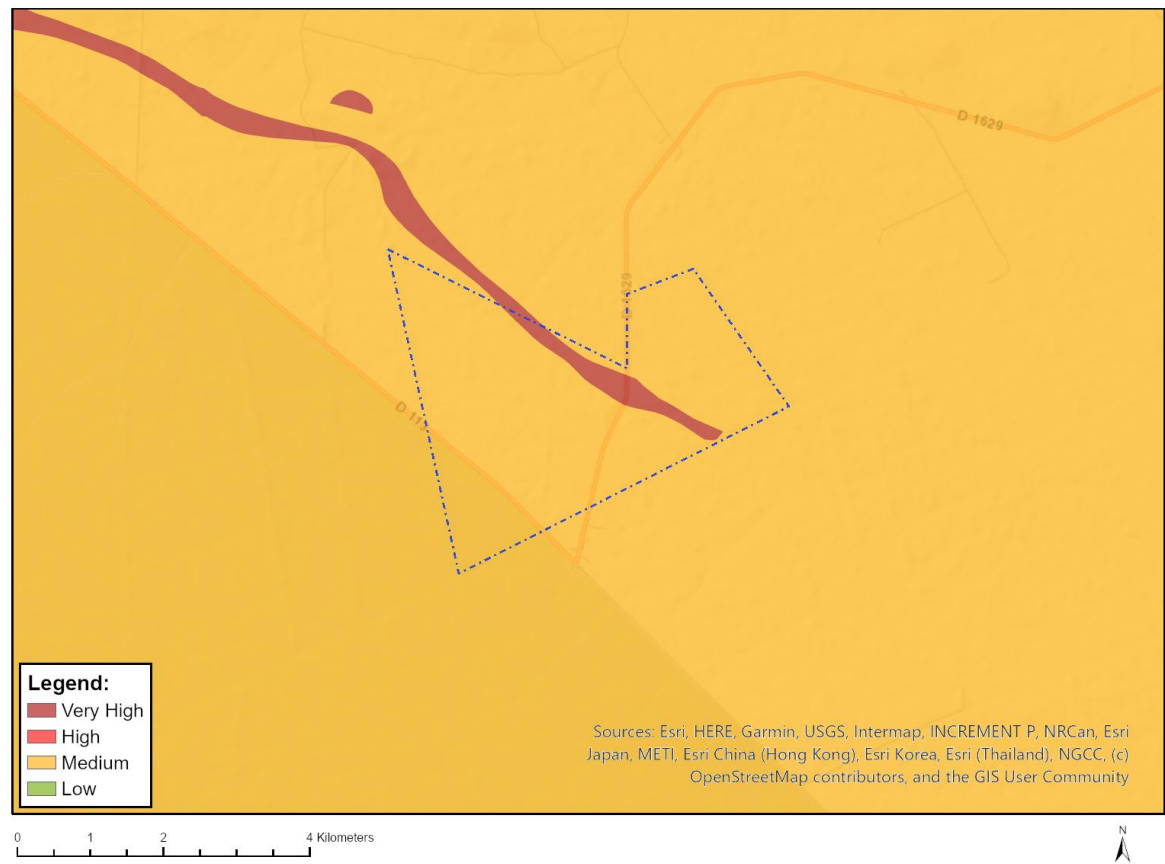 D 1629
D 1629
D 113
Legend:
Very High
High
Medium
Low
Sources: Esri, HERE, Garmin, USGS, Intermap, INCREMENT P, NRCan, Esri
Japan, METI, Esri China (Hong Kong), Esri Korea, Esri (Thailand), NGCC, (c)
OpenStreetMap contributors, and the GIS User Community
0 1 2 4 Kilometers
N